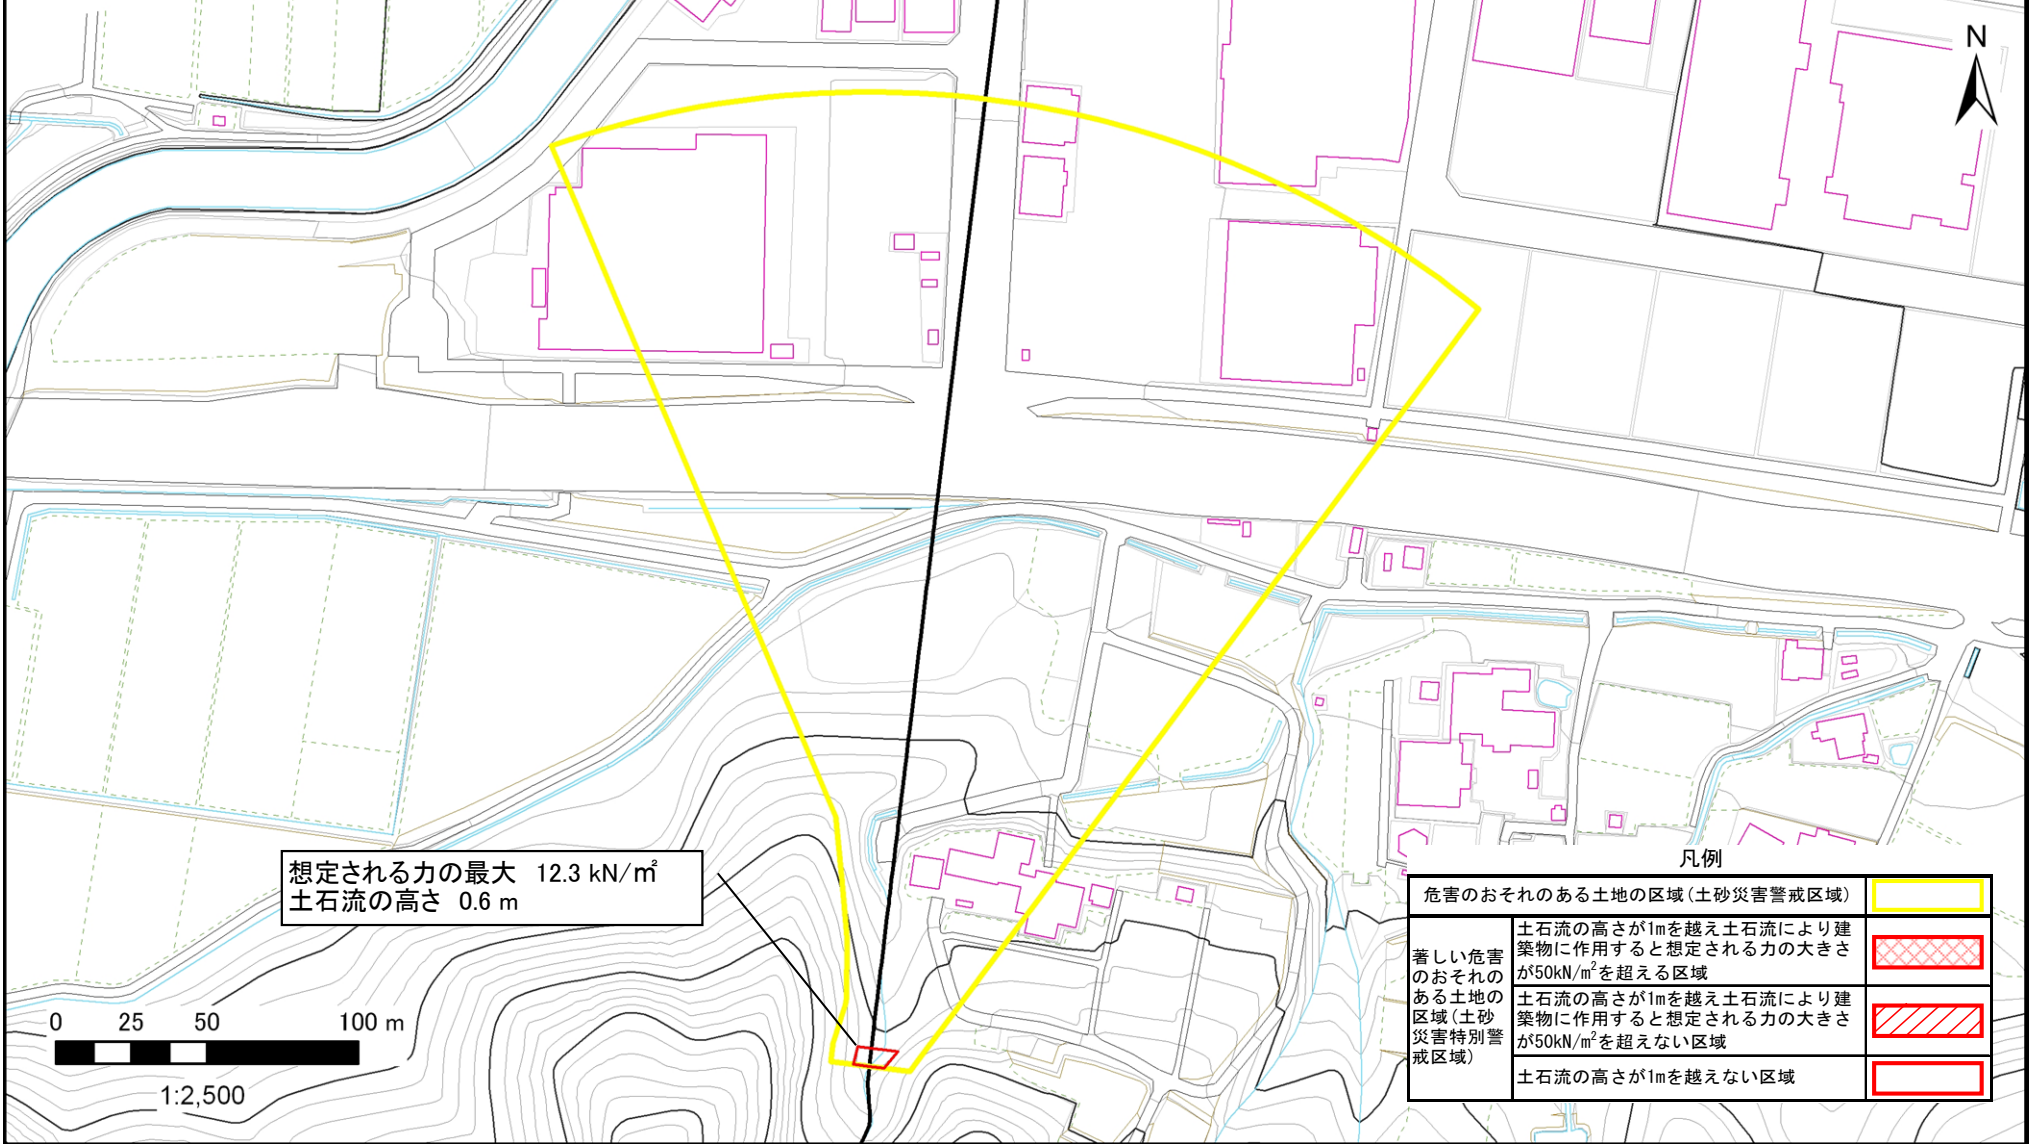 N
想定される力の最大 12.3 kN/㎡
土石流の高さ 0.6 m
0 25 50 100 m
1:2,500
凡例
危害のおそれのある土地の区域(土砂災害警戒区域)
著しい危害
のおそれの
ある土地の
区域(土砂
災害特別警
戒区域)
土石流の高さが1mを越え土石流により建
築物に作用すると想定される力の大きさ
が50kN/m²を超える区域
土石流の高さが1mを越え土石流により建
築物に作用すると想定される力の大きさ
が50kN/m²を超えない区域
土石流の高さが1mを越えない区域